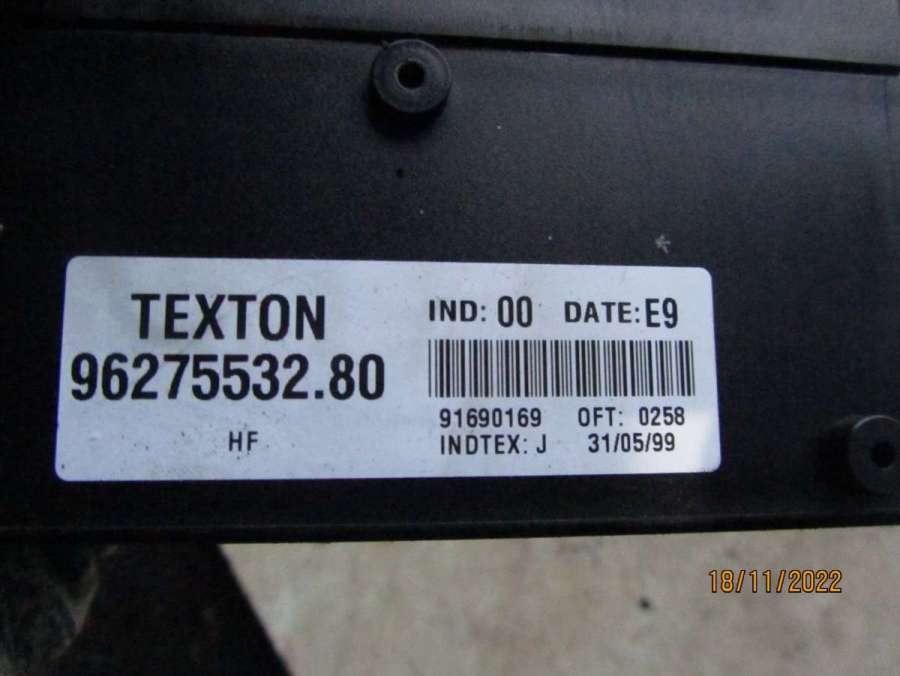 TEXTON
96275532.80
HF
IND: 00 DATE: E9
91690169 OFT: 0258
INDTEX: J 31/05/99
18/11/2022